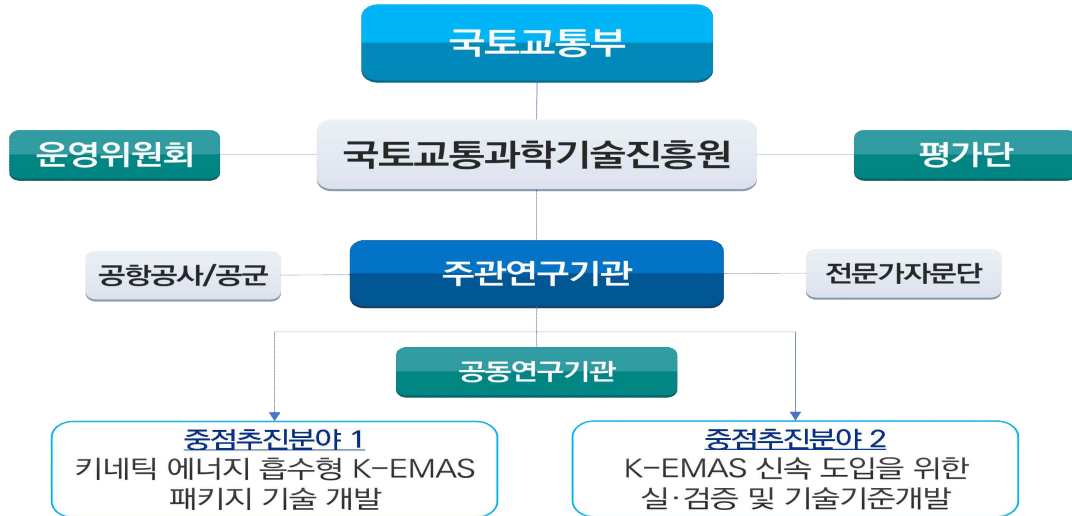 국토교통부
운영위원회
국토교통과학기술진흥원
평가단
공항공사/공군
주관연구기관
전문가자문단
공동연구기관
중점추진분야 1
키네틱 에너지 흡수형 K-EMAS
패키지 기술 개발
중점추진분야 2
K-EMAS 신속 도입을 위한
실·검증 및 기술기준개발